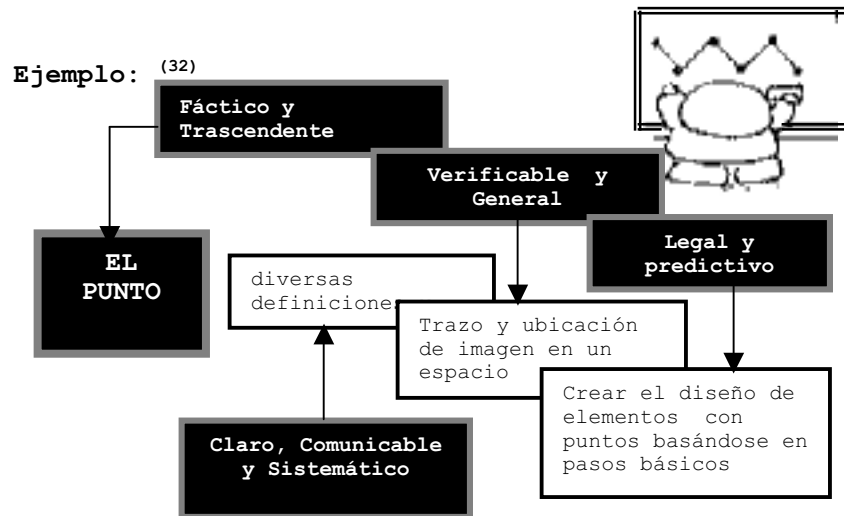 Ejemplo: (32)
Fáctico y
Trascendente
Verificable y
General
Legal y
predictivo
EL
PUNTO
diversas
definiciones
Trazo y ubicación
de imagen en un
espacio
Crear el diseño de
elementos con
puntos basándose en
pasos básicos
Claro, Comunicable
y Sistemático